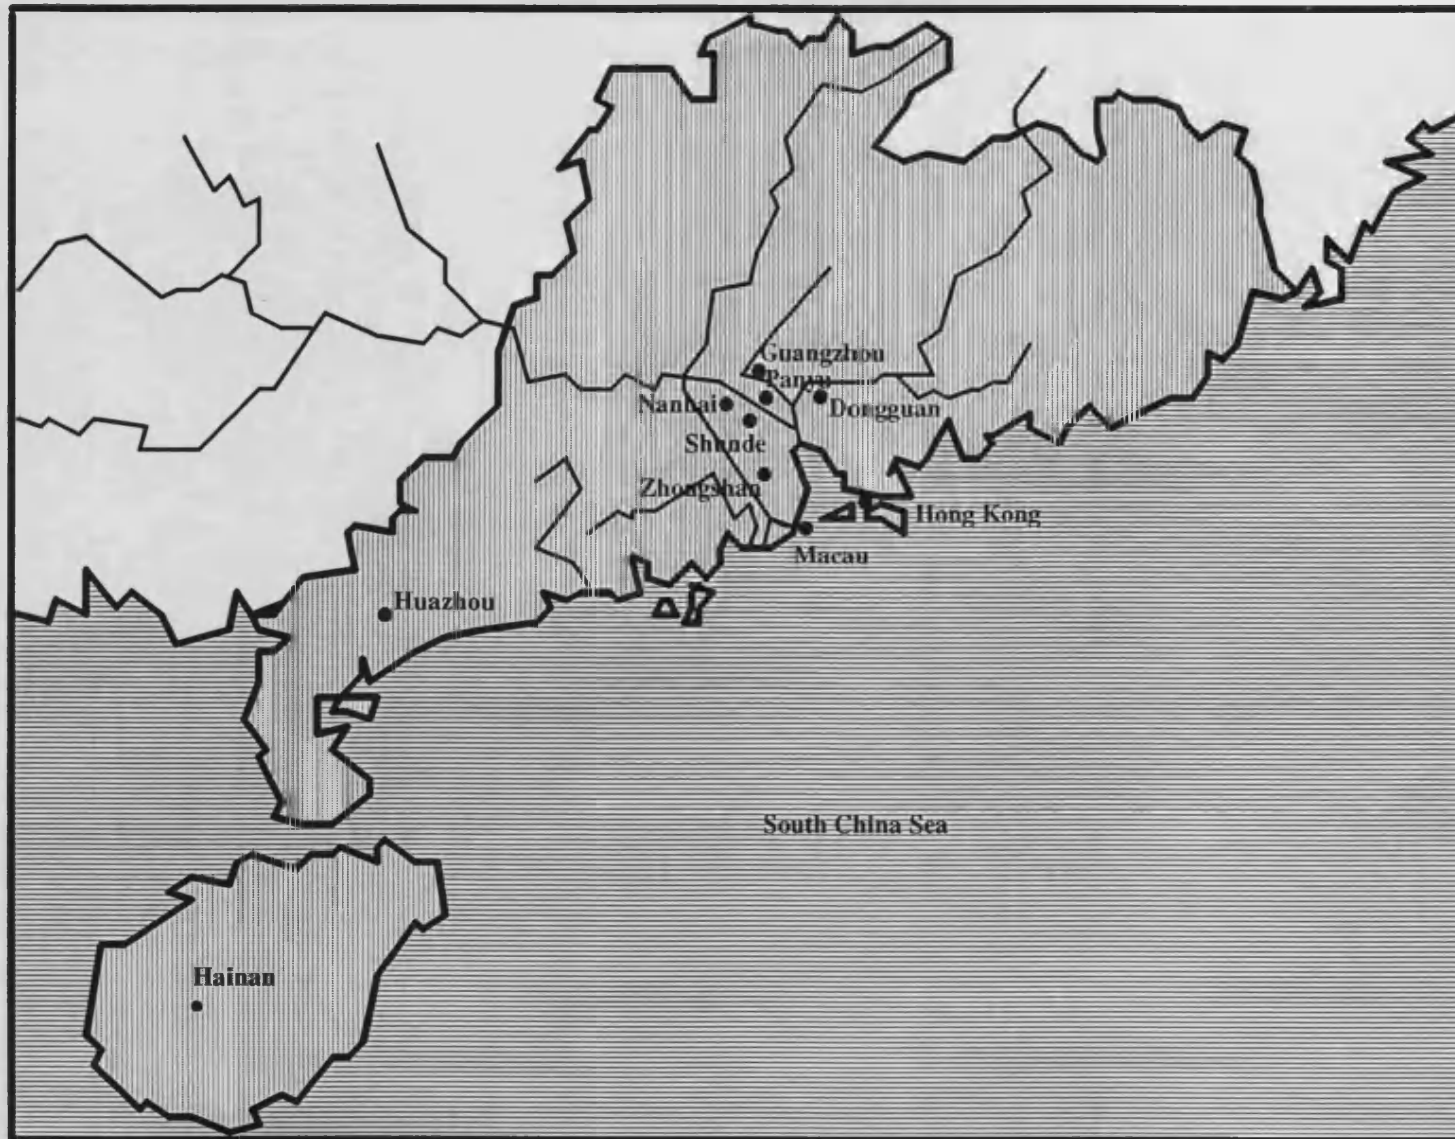 Guangzhou
Panyu
Nanhai
Dongguan
Shunde
Zhongshan
Hong Kong
Macau
Huazhou
South China Sea
Hainan